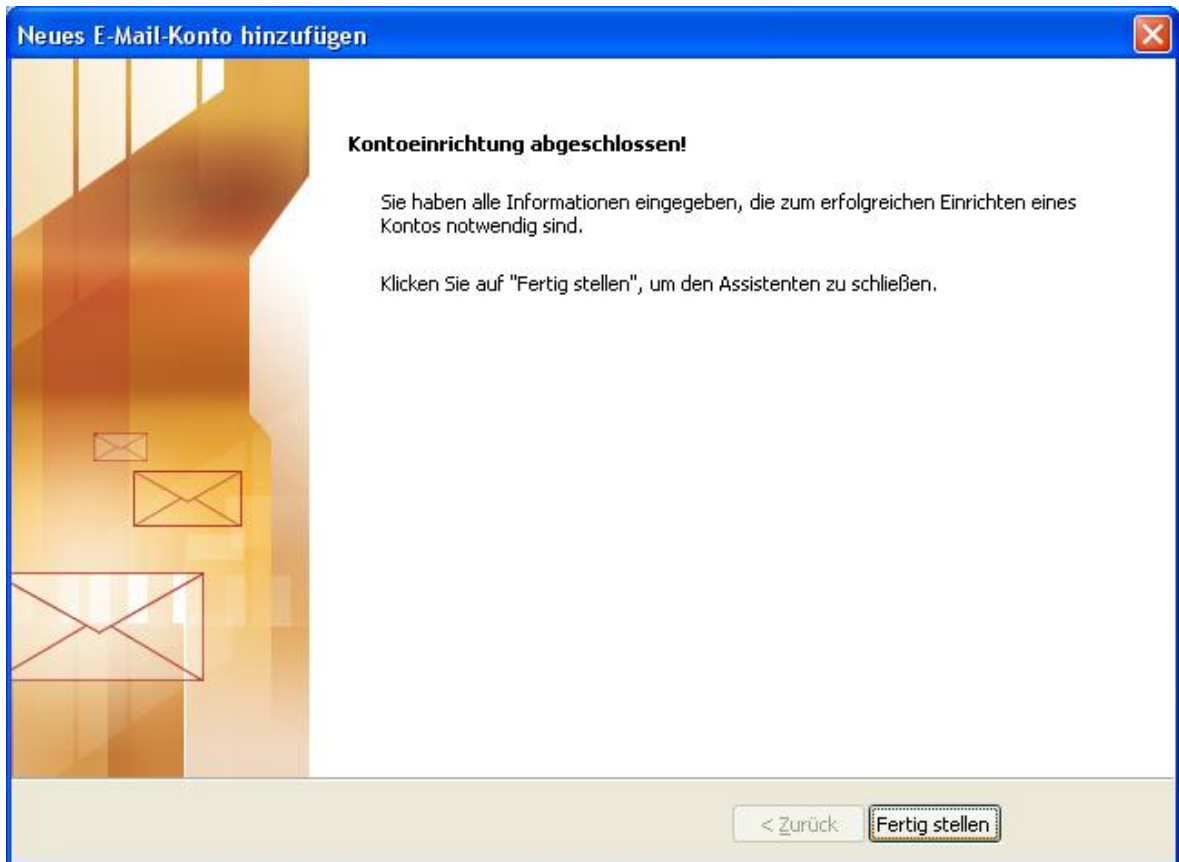 Neues E-Mail-Konto hinzufügen
Kontoeinrichtung abgeschlossen!
Sie haben alle Informationen eingegeben, die zum erfolgreichen Einrichten eines
Kontos notwendig sind.
Klicken Sie auf "Fertig stellen", um den Assistenten zu schließen.
< Zurück
Fertig stellen